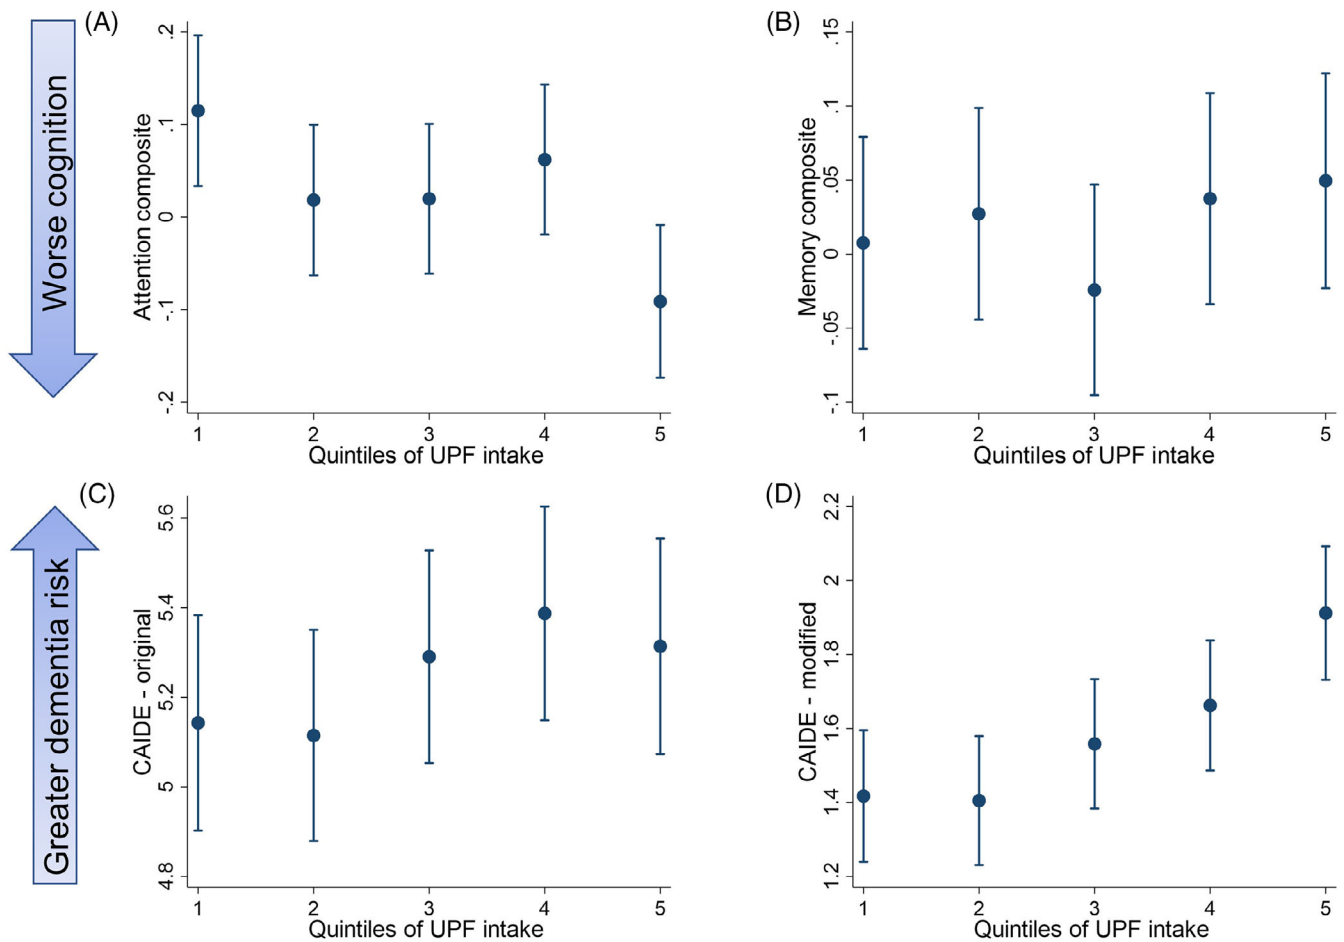 (A)
Worse cognition
Attention composite
.2
.1
0
-.1
-.2
1 2 3 4 5
Quintiles of UPF intake
(B)
Memory composite
.15
.1
.05
0
-.05
-.1
1 2 3 4 5
Quintiles of UPF intake
(C)
Greater dementia risk
CAIDE - original
5.6
5.4
5.2
5
4.8
1 2 3 4 5
Quintiles of UPF intake
(D)
CAIDE - modified
2.2
2
1.8
1.6
1.4
1.2
1 2 3 4 5
Quintiles of UPF intake